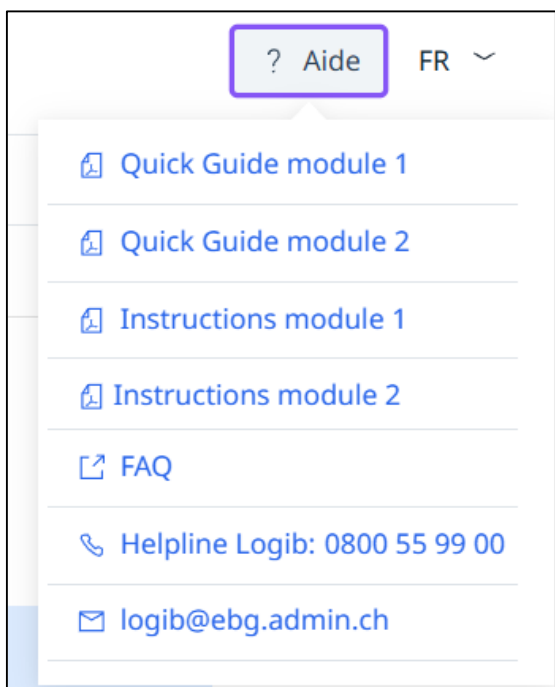 ? Aide FR
Quick Guide module 1
Quick Guide module 2
Instructions module 1
Instructions module 2
FAQ
Helpline Logib: 0800 55 99 00
logib@ebg.admin.ch